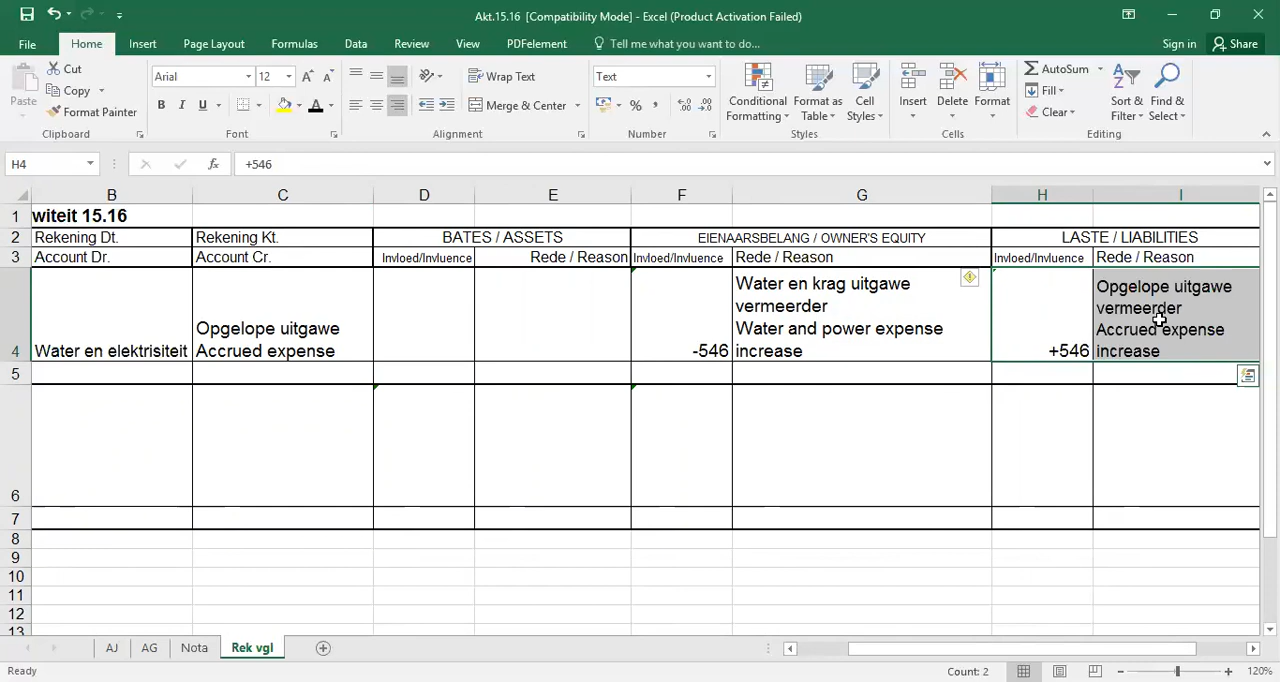 Akt.15.16 [Compatibility Mode] - Excel (Product Activation Failed)
File Home Insert Page Layout Formulas Data Review View PDFelement Tell me what you want to do... Sign in Share
Paste Cut Copy Format Painter
Arial 12
B I U A
Wrap Text
Merge & Center
Text
%
Conditional Formatting Format as Table Cell Styles
Insert Delete Format
AutoSum
Fill
Clear
Sort & Filter Find & Select
Clipboard Font Alignment Number Styles Cells Editing
H4 fx +546
B C D E F G H I
1 witeit 15.16
2 Rekening Dt. Rekening Kt. BATES / ASSETS EIENAARSBELANG / OWNER'S EQUITY LASTE / LIABILITIES
3 Account Dr. Account Cr. Invloed/Invluence Rede / Reason Invloed/Invluence Rede / Reason Invloed/Invluence Rede / Reason
4 Water en elektrisiteit
Opgelope uitgawe
Accrued expense
-546
Water en krag uitgawe
vermeerder
Water and power expense
increase
+546
Opgelope uitgawe
vermeerder
Accrued expense
increase
5
6
7
8
9
10
11
12
13
AJ AG Nota Rek vgl
Ready Count: 2 120%